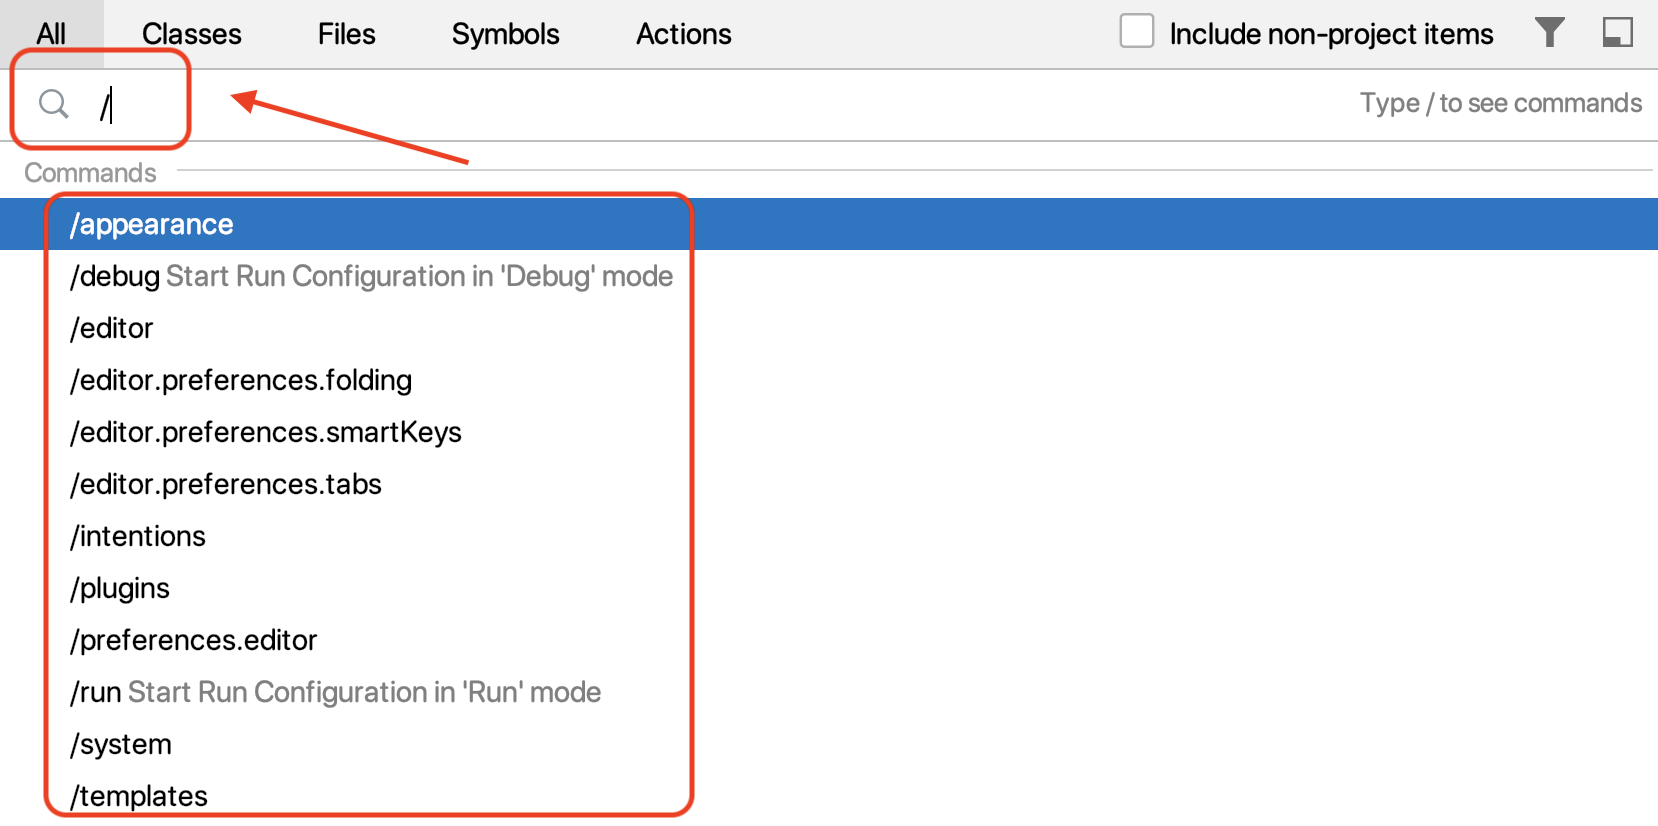 All Classes Files Symbols Actions Include non-project items
/ Type / to see commands
Commands
/appearance
/debug Start Run Configuration in 'Debug' mode
/editor
/editor.preferences.folding
/editor.preferences.smartKeys
/editor.preferences.tabs
/intentions
/plugins
/preferences.editor
/run Start Run Configuration in 'Run' mode
/system
/templates